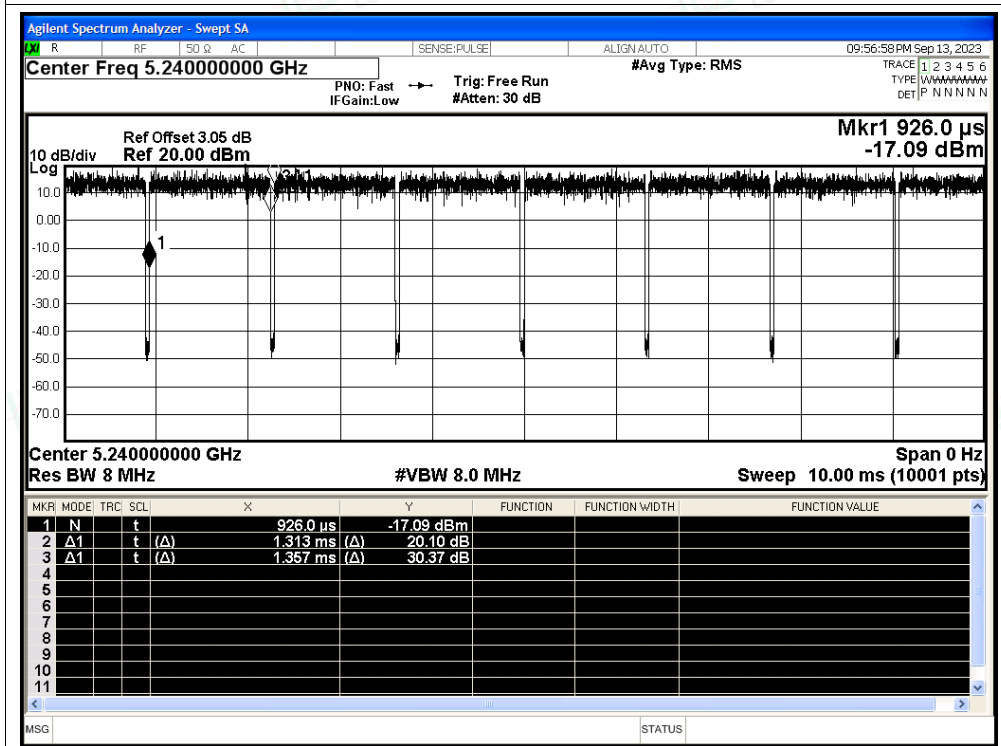 Agilent Spectrum Analyzer - Swept SA
LXI R RF 50 Ω AC SENSE:PULSE ALIGN AUTO 09:56:58 PM Sep 13, 2023
Center Freq 5.240000000 GHz #Avg Type: RMS TRACE 1 2 3 4 5 6
PNO: Fast Trig: Free Run TYPE W
IFGain:Low #Atten: 30 dB DET P N N N N N
Mkr1 926.0 µs
-17.09 dBm
Ref Offset 3.05 dB
10 dB/div Ref 20.00 dBm
Log
10.0
0.00
-10.0
1
-20.0
-30.0
-40.0
-50.0
-60.0
-70.0
Center 5.240000000 GHz Span 0 Hz
Res BW 8 MHz #VBW 8.0 MHz Sweep 10.00 ms (10001 pts)
MKR MODE TRC SCL X Y FUNCTION FUNCTION WIDTH FUNCTION VALUE
1 N t 926.0 µs -17.09 dBm
2 Δ1 t (Δ) 1.313 ms (Δ) 20.10 dB
3 Δ1 t (Δ) 1.357 ms (Δ) 30.37 dB
4
5
6
7
8
9
10
11
MSG STATUS